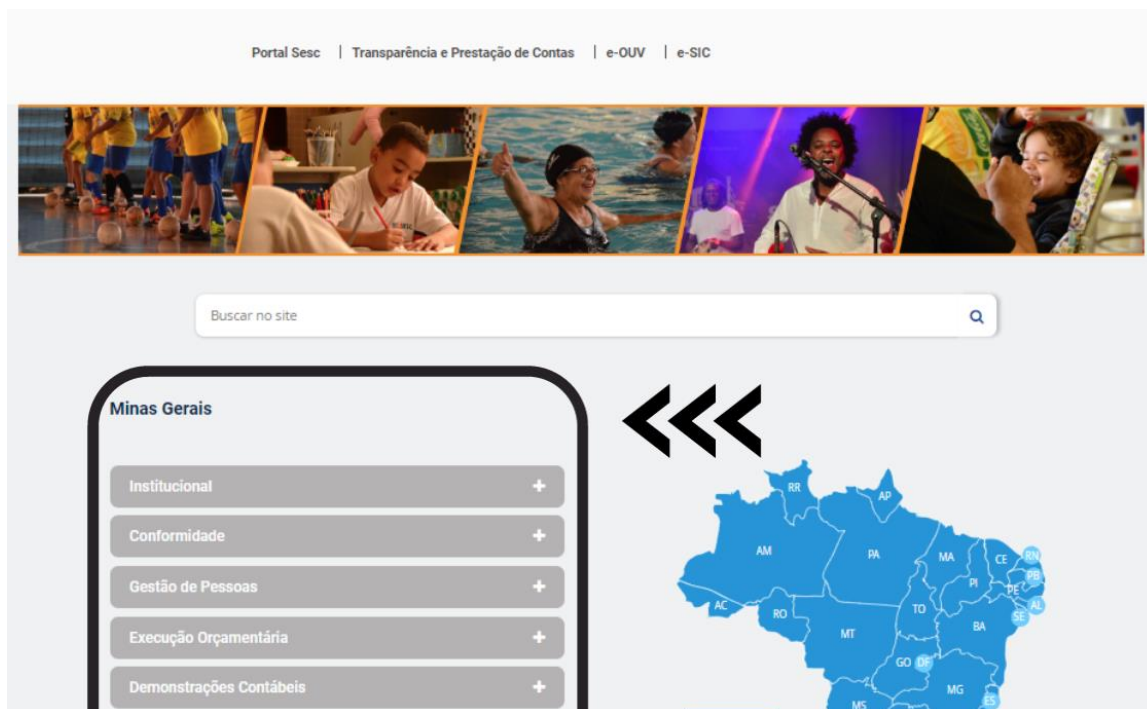 Portal Sesc | Transparência e Prestação de Contas | e-OUV | e-SIC
Buscar no site
Minas Gerais
Institucional +
Conformidade +
Gestão de Pessoas +
Execução Orçamentária +
Demonstrações Contábeis +
RR
AP
AM
PA
MA
CE
RN
PB
PI
PE
AC
RO
TO
AL
SE
MT
BA
GO
DF
MG
ES
MS